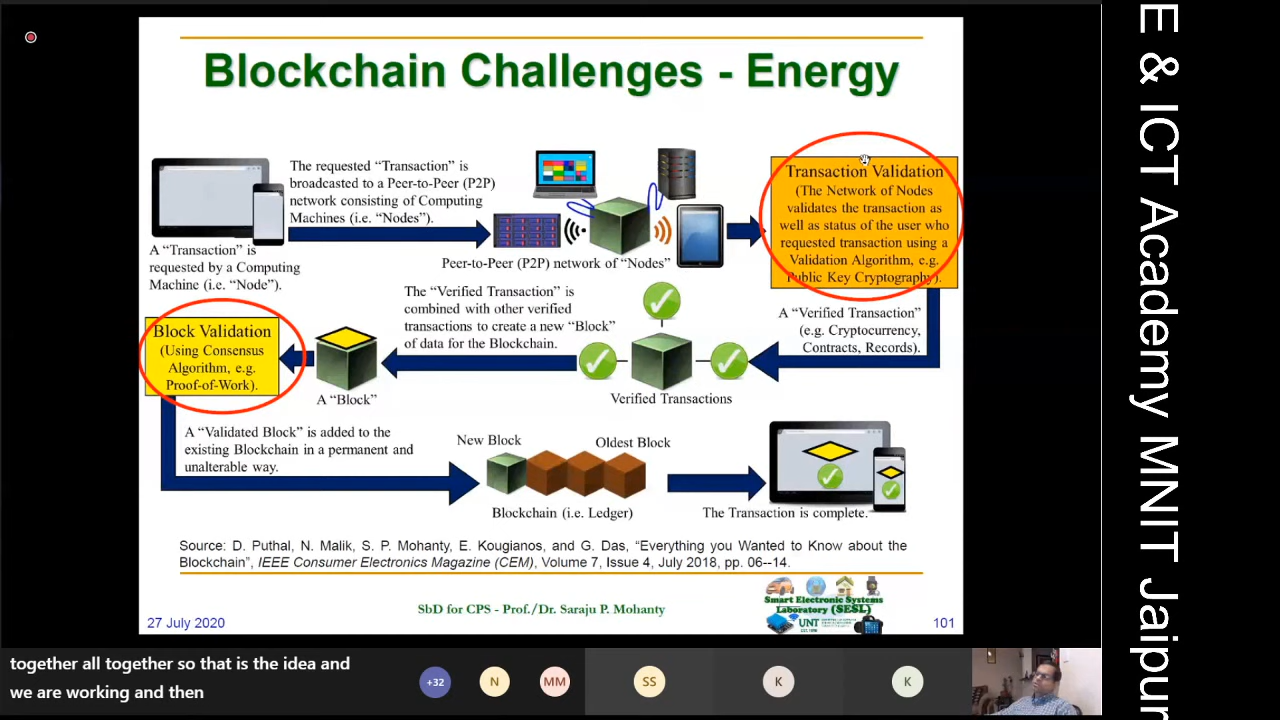 Blockchain Challenges - Energy
The requested “Transaction” is
broadcasted to a Peer-to-Peer (P2P)
network consisting of Computing
Machines (i.e. “Nodes”).
A “Transaction” is
requested by a Computing
Machine (i.e. “Node”).
Peer-to-Peer (P2P) network of “Nodes”
Transaction Validation
(The Network of Nodes
validates the transaction as
well as status of the user who
requested transaction using a
Validation Algorithm, e.g.
Public Key Cryptography).
A “Verified Transaction”
(e.g. Cryptocurrency,
Contracts, Records).
Verified Transactions
The “Verified Transaction” is
combined with other verified
transactions to create a new “Block”
of data for the Blockchain.
A “Block”
Block Validation
(Using Consensus
Algorithm, e.g.
Proof-of-Work).
A “Validated Block” is added to the
existing Blockchain in a permanent and
unalterable way.
New Block
Oldest Block
Blockchain (i.e. Ledger)
The Transaction is complete.
Source: D. Puthal, N. Malik, S. P. Mohanty, E. Kougianos, and G. Das, “Everything you Wanted to Know about the
Blockchain”, IEEE Consumer Electronics Magazine (CEM), Volume 7, Issue 4, July 2018, pp. 06--14.
27 July 2020
SbD for CPS - Prof./Dr. Saraju P. Mohanty
Smart Electronic Systems
Laboratory (SESL)
UNT
101
together all together so that is the idea and
we are working and then
+32
N
MM
SS
K
K
E & ICT Academy MNIT Jaipur